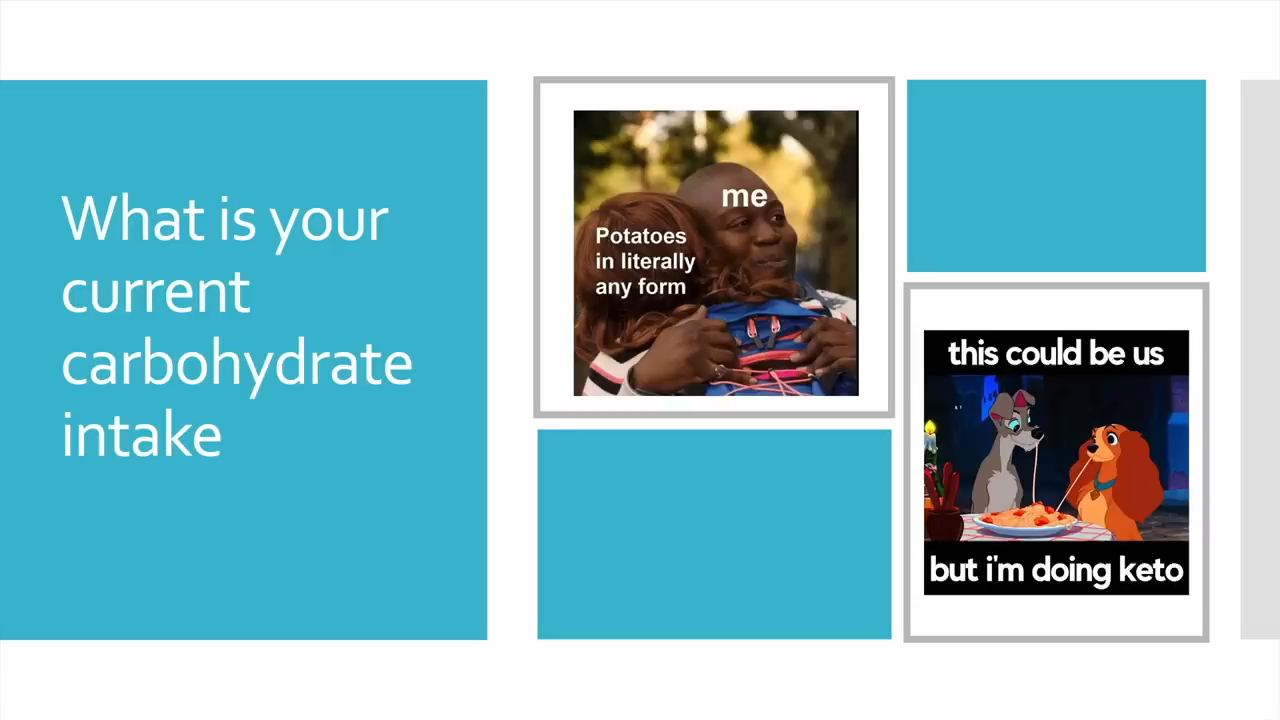 What is your
current
carbohydrate
intake
me
Potatoes
in literally
any form
this could be us
but i'm doing keto